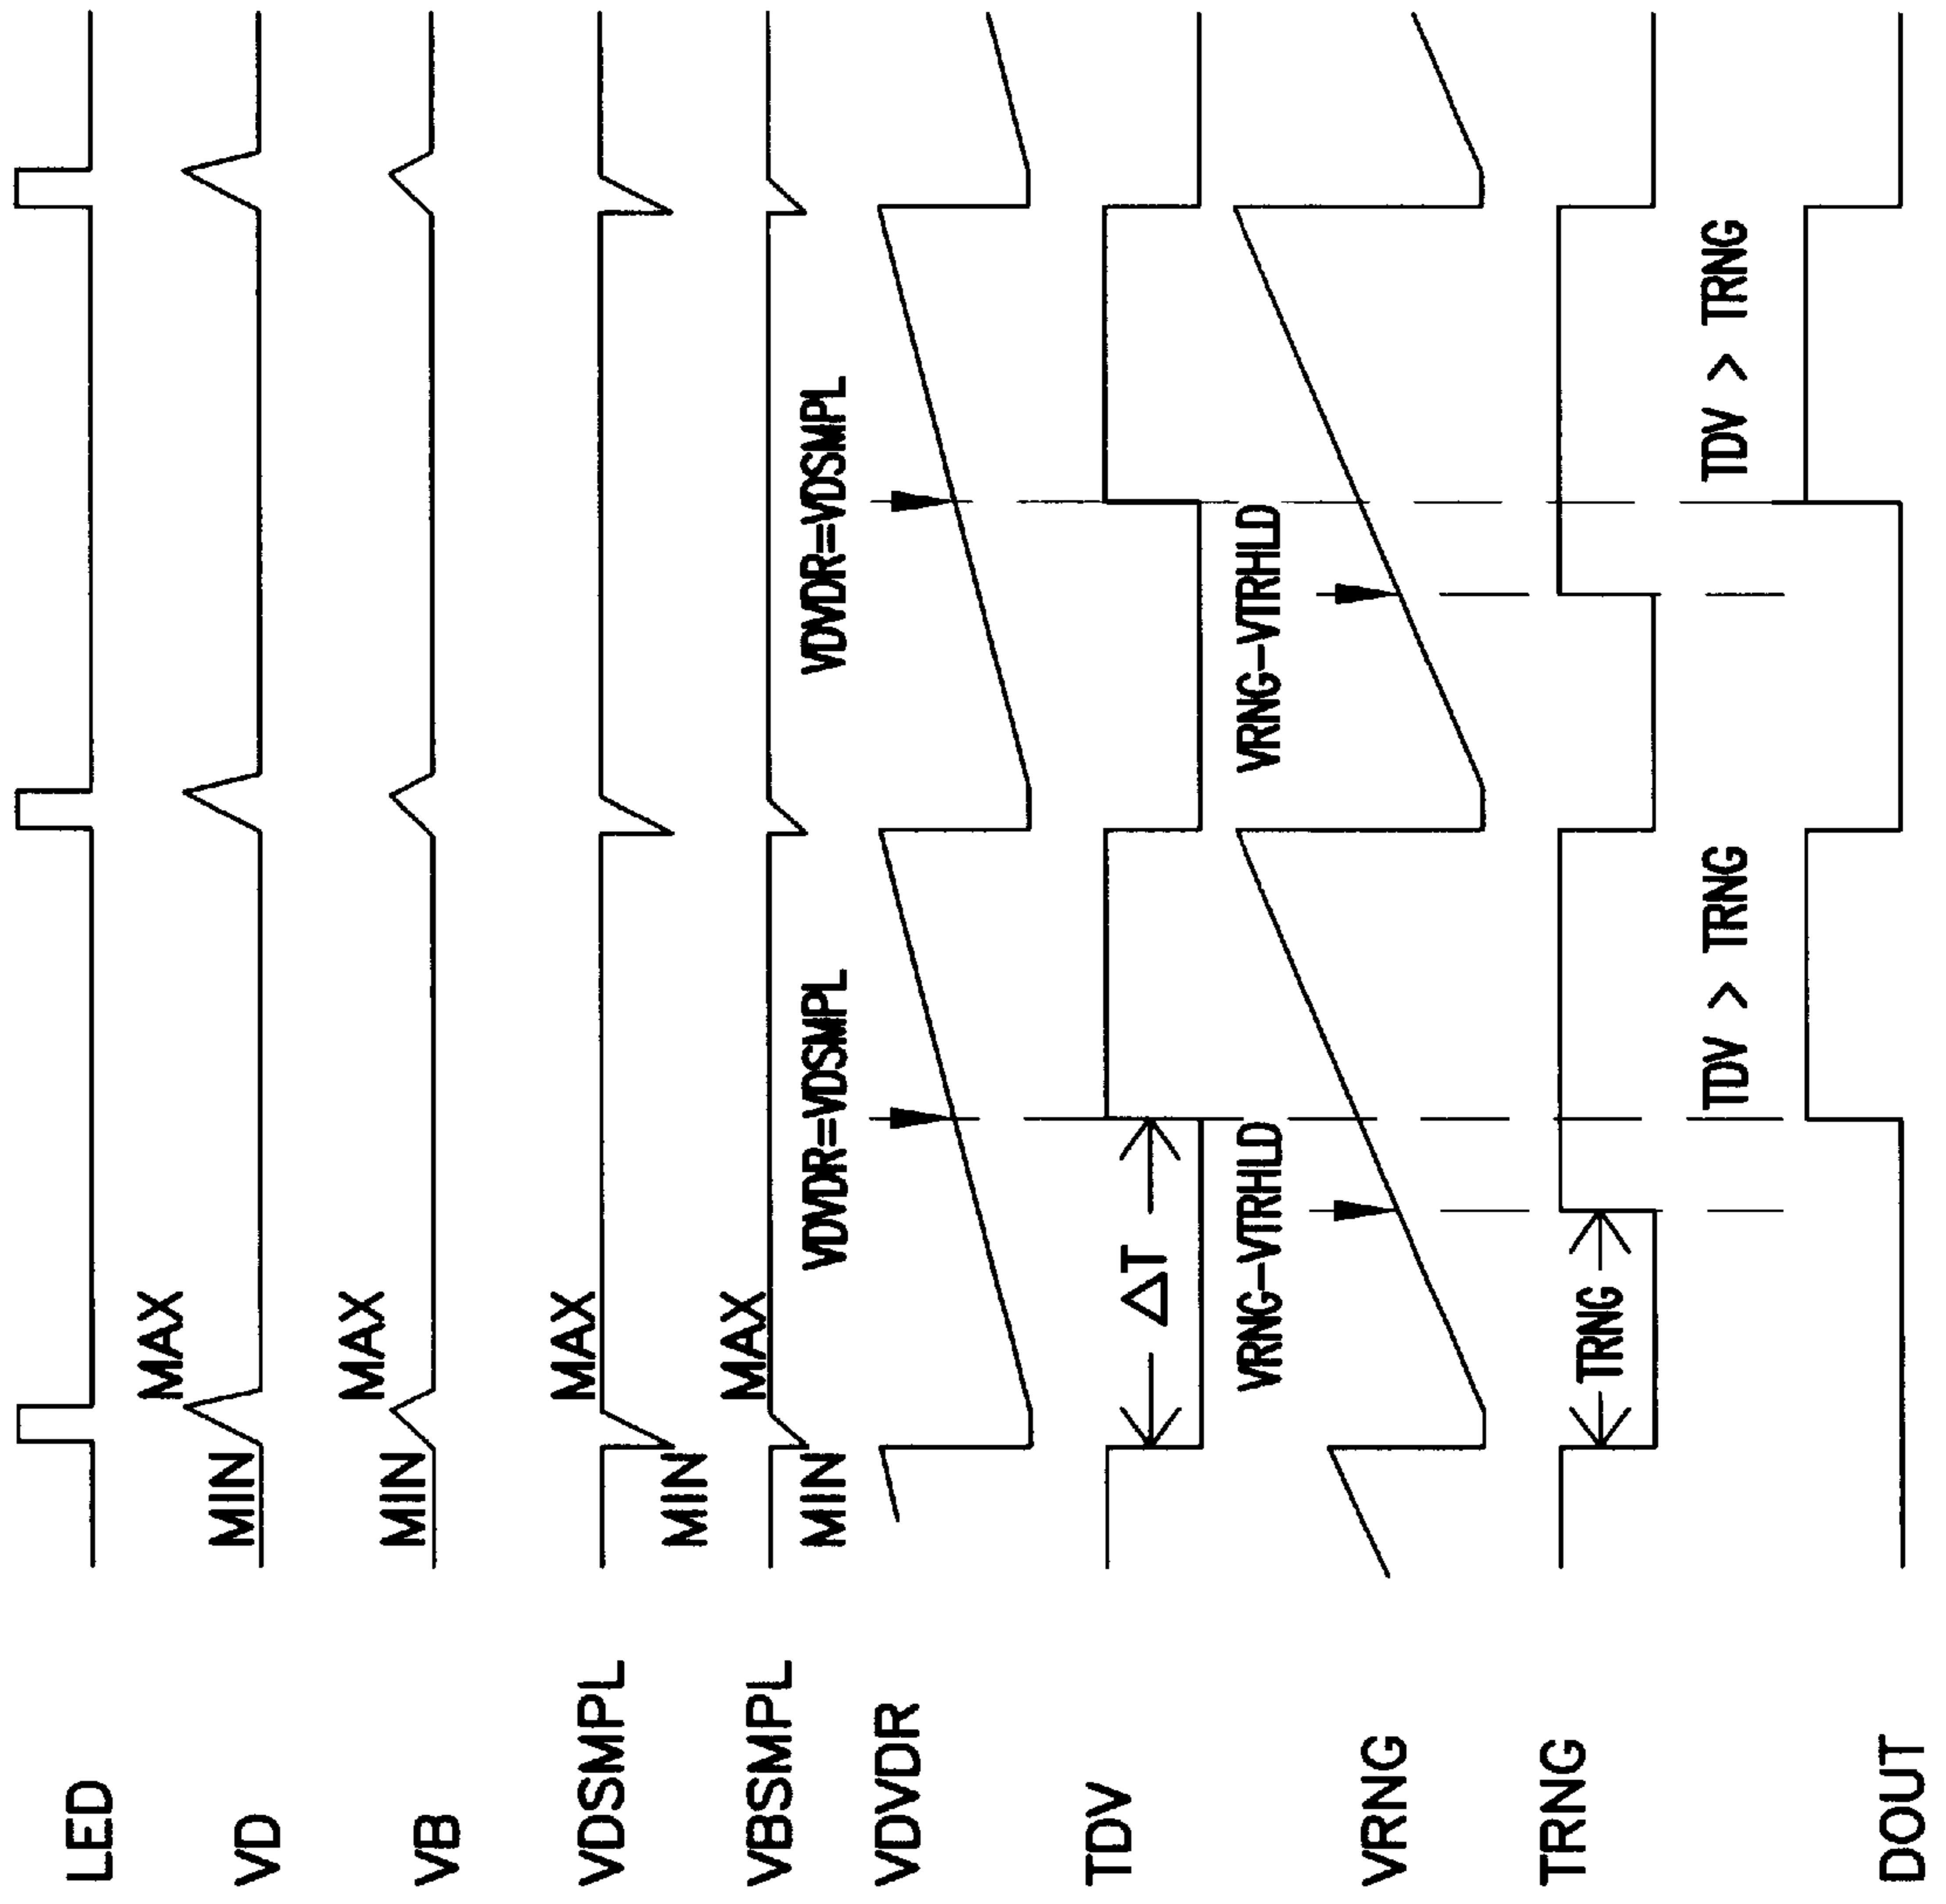 LED
MAX
VD
MIN
MAX
VB
MIN
MAX
VDSMPL
MIN
MAX
VBSMPL
MIN
VDVDR=VDSMPL
VDVDR=VDSMPL
VDVDR
TDV
ΔT
VRNG-VTRHLD
VRNG-VTRHLD
VRNG
TRNG
TRNG
TDV > TRNG
TDV > TRNG
DOUT